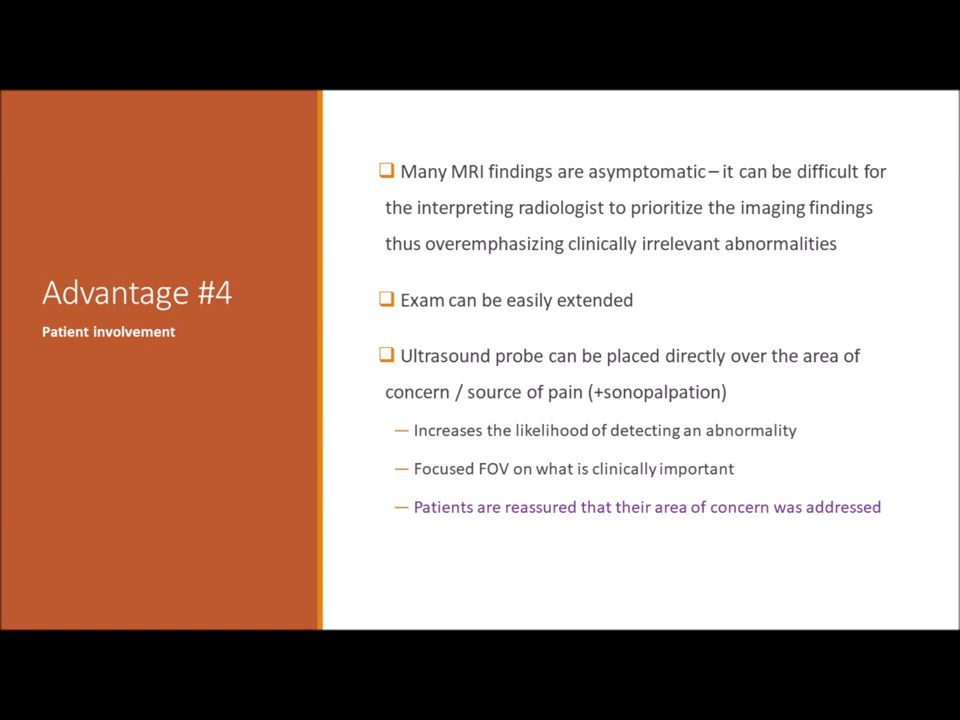 Advantage #4
Patient involvement
❑ Many MRI findings are asymptomatic – it can be difficult for
the interpreting radiologist to prioritize the imaging findings
thus overemphasizing clinically irrelevant abnormalities
❑ Exam can be easily extended
❑ Ultrasound probe can be placed directly over the area of
concern / source of pain (+sonopalpation)
— Increases the likelihood of detecting an abnormality
— Focused FOV on what is clinically important
— Patients are reassured that their area of concern was addressed